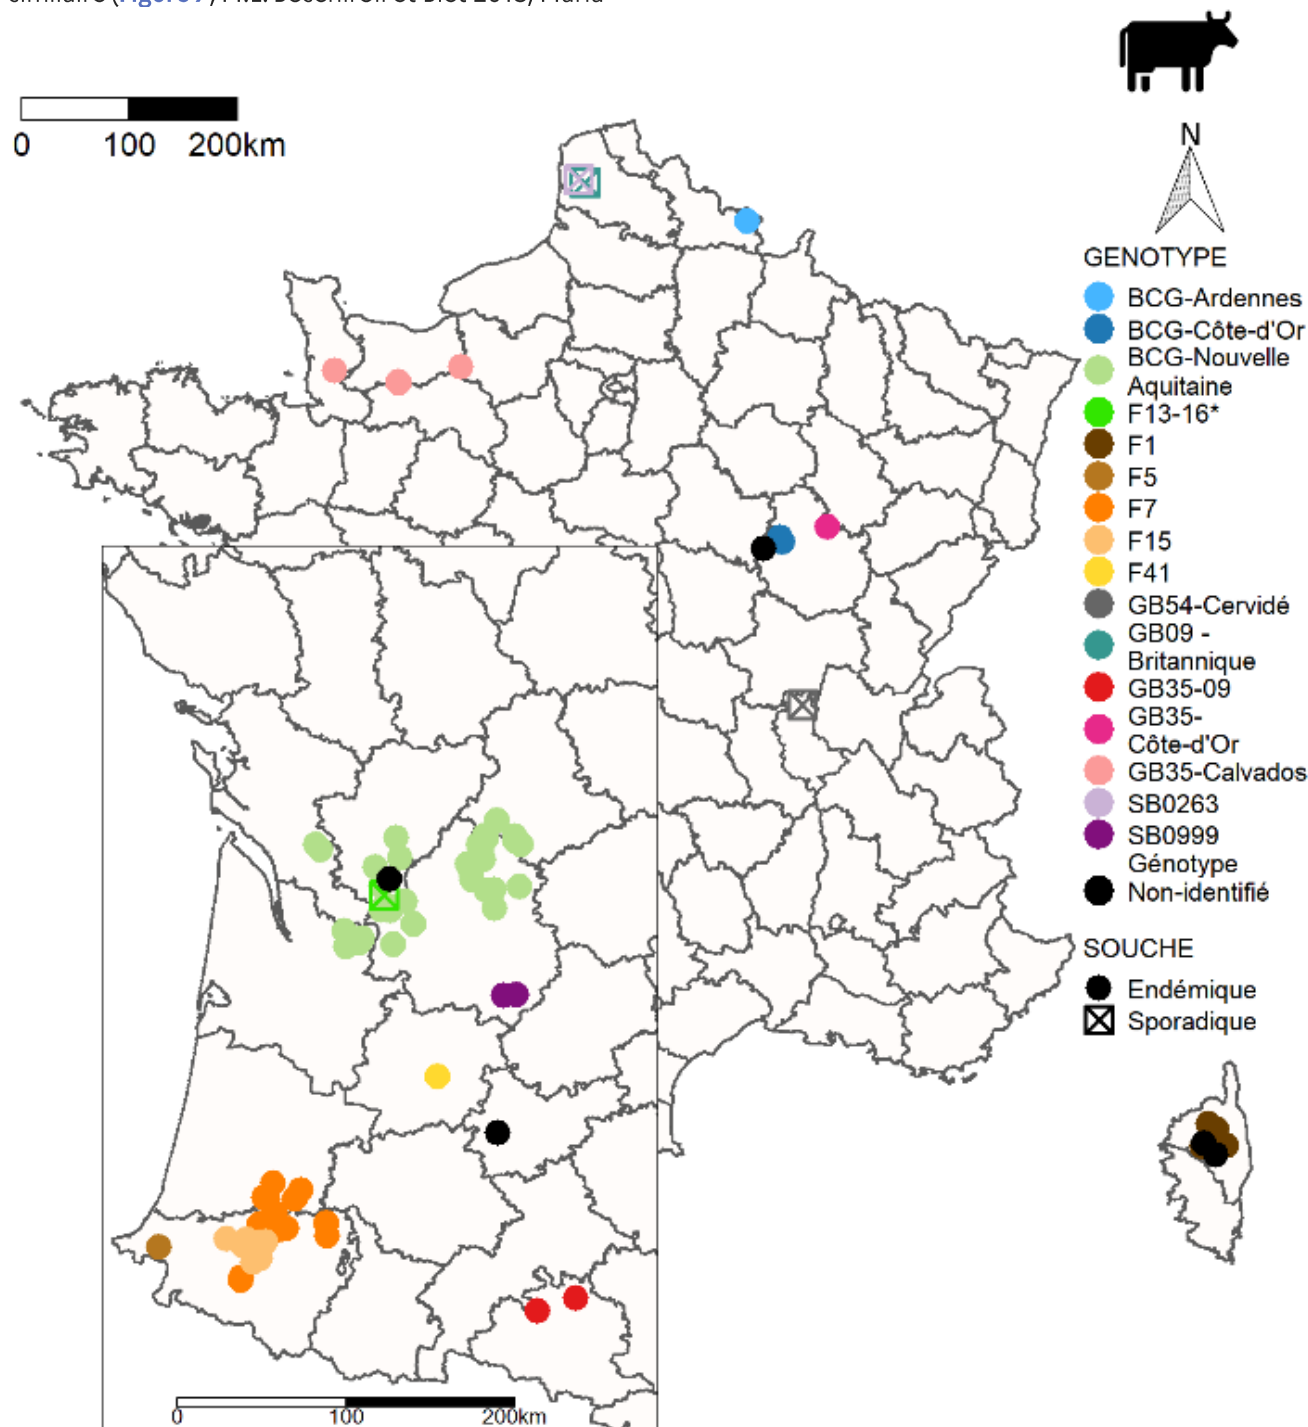 0 100 200km
N
GENOTYPE
BCG-Ardennes
BCG-Côte-d'Or
BCG-Nouvelle
Aquitaine
F13-16*
F1
F5
F7
F15
F41
GB54-Cervidé
GB09 -
Britannique
GB35-09
GB35-
Côte-d'Or
GB35-Calvados
SB0263
SB0999
Génotype
Non-identifié
SOUCHE
Endémique
Sporadique
0 100 200km